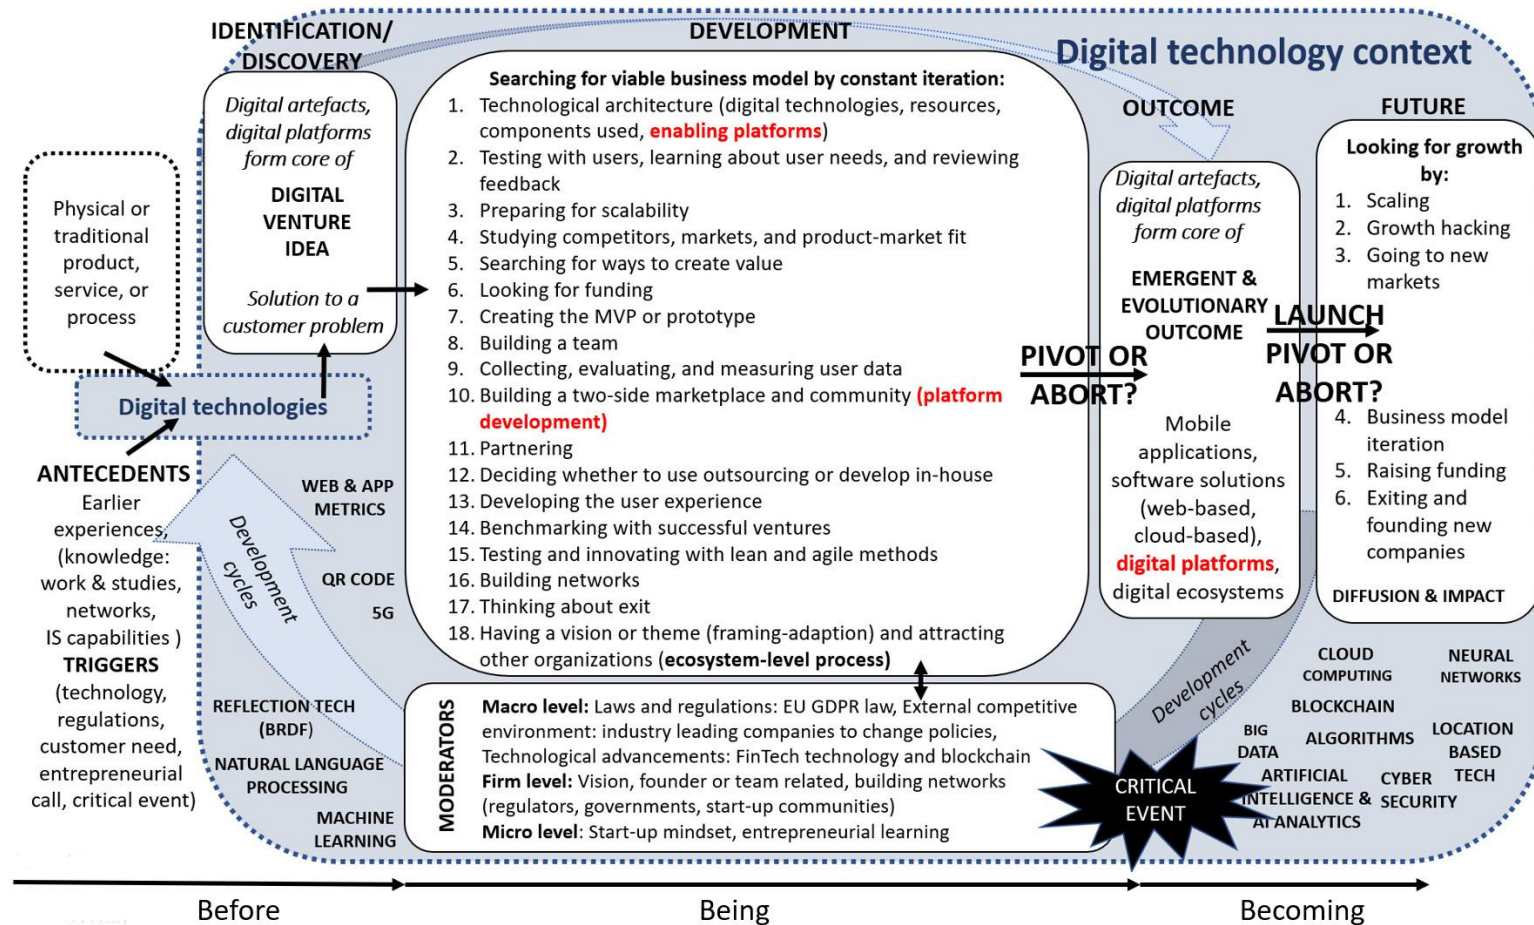 IDENTIFICATION/
DISCOVERY
DEVELOPMENT
Digital technology context
OUTCOME
FUTURE
Physical or
traditional
product,
service, or
process
Digital technologies
ANTECEDENTS
Earlier
experiences,
(knowledge:
work & studies,
networks,
IS capabilities )
TRIGGERS
(technology,
regulations,
customer need,
entrepreneurial
call, critical event)
Digital artefacts,
digital platforms
form core of
DIGITAL
VENTURE
IDEA
Solution to a
customer problem
Development
cycles
WEB & APP
METRICS
QR CODE
5G
REFLECTION TECH
(BRDF)
NATURAL LANGUAGE
PROCESSING
MACHINE
LEARNING
Searching for viable business model by constant iteration:
1. Technological architecture (digital technologies, resources,
components used, enabling platforms)
2. Testing with users, learning about user needs, and reviewing
feedback
3. Preparing for scalability
4. Studying competitors, markets, and product-market fit
5. Searching for ways to create value
6. Looking for funding
7. Creating the MVP or prototype
8. Building a team
9. Collecting, evaluating, and measuring user data
10. Building a two-side marketplace and community (platform
development)
11. Partnering
12. Deciding whether to use outsourcing or develop in-house
13. Developing the user experience
14. Benchmarking with successful ventures
15. Testing and innovating with lean and agile methods
16. Building networks
17. Thinking about exit
18. Having a vision or theme (framing-adaption) and attracting
other organizations (ecosystem-level process)
MODERATORS
Macro level: Laws and regulations: EU GDPR law, External competitive
environment: industry leading companies to change policies,
Technological advancements: FinTech technology and blockchain
Firm level: Vision, founder or team related, building networks
(regulators, governments, start-up communities)
Micro level: Start-up mindset, entrepreneurial learning
PIVOT OR
ABORT?
Digital artefacts,
digital platforms
form core of
EMERGENT &
EVOLUTIONARY
OUTCOME
Mobile
applications,
software solutions
(web-based,
cloud-based),
digital platforms,
digital ecosystems
LAUNCH
PIVOT OR
ABORT?
Looking for growth
by:
1. Scaling
2. Growth hacking
3. Going to new
markets
4. Business model
iteration
5. Raising funding
6. Exiting and
founding new
companies
DIFFUSION & IMPACT
Development
cycles
CRITICAL
EVENT
CLOUD
COMPUTING
NEURAL
NETWORKS
BLOCKCHAIN
BIG
DATA
ALGORITHMS
LOCATION
BASED
TECH
ARTIFICIAL
INTELLIGENCE &
AI ANALYTICS
CYBER
SECURITY
Before
Being
Becoming